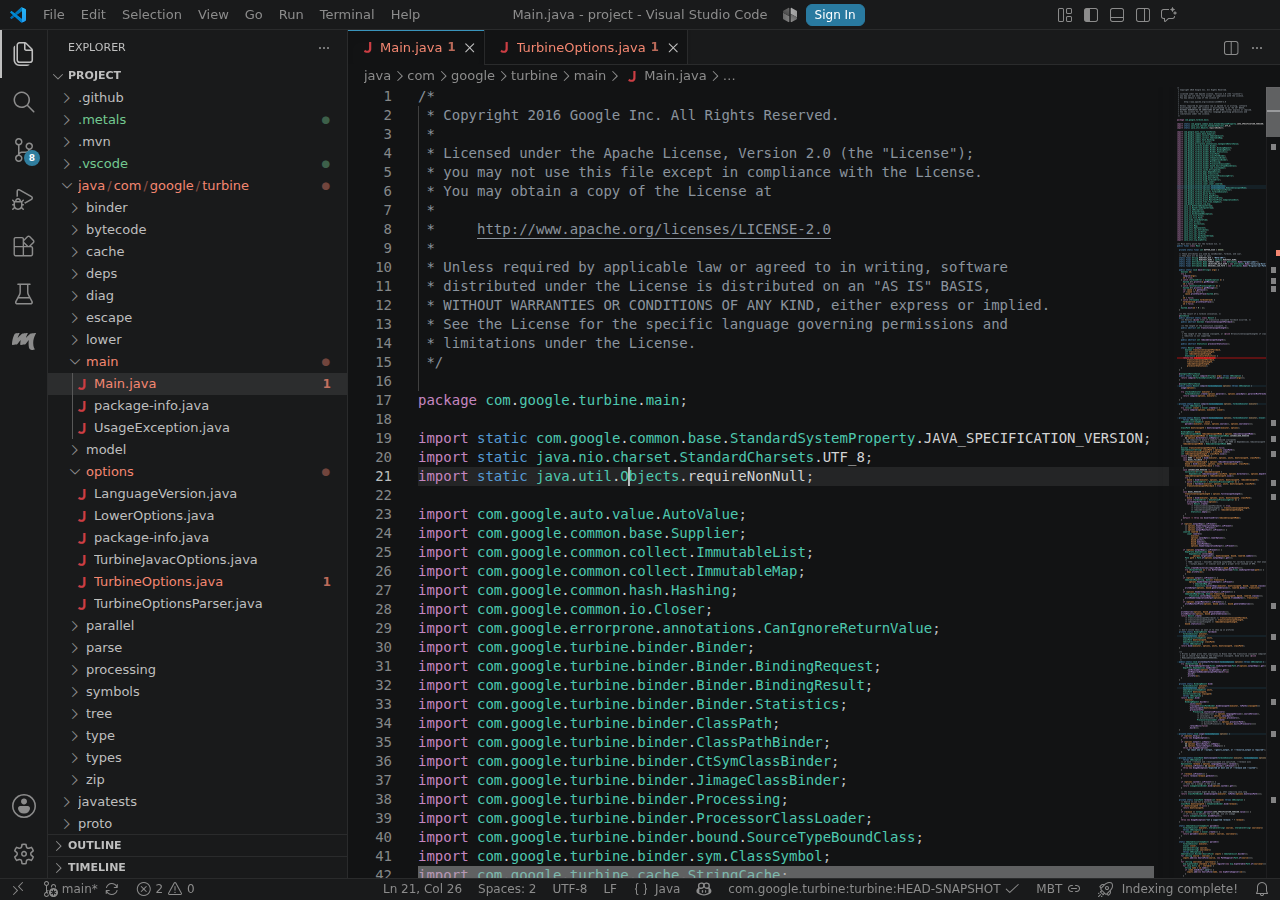 File Edit Selection View Go Run Terminal Help Main.java - project - Visual Studio Code Sign In
EXPLORER
PROJECT
.github
.metals
.mvn
.vscode
java / com / google / turbine
binder
bytecode
cache
deps
diag
escape
lower
main
Main.java 1
package-info.java
UsageException.java
model
options
LanguageVersion.java
LowerOptions.java
package-info.java
TurbineJavacOptions.java
TurbineOptions.java 1
TurbineOptionsParser.java
parallel
parse
processing
symbols
tree
type
types
zip
javatests
proto
OUTLINE
TIMELINE
8
Main.java 1 TurbineOptions.java 1
java > com > google > turbine > main > Main.java > ...
1 /*
2 * Copyright 2016 Google Inc. All Rights Reserved.
3 *
4 * Licensed under the Apache License, Version 2.0 (the "License");
5 * you may not use this file except in compliance with the License.
6 * You may obtain a copy of the License at
7 *
8 * http://www.apache.org/licenses/LICENSE-2.0
9 *
10 * Unless required by applicable law or agreed to in writing, software
11 * distributed under the License is distributed on an "AS IS" BASIS,
12 * WITHOUT WARRANTIES OR CONDITIONS OF ANY KIND, either express or implied.
13 * See the License for the specific language governing permissions and
14 * limitations under the License.
15 */
16
17 package com.google.turbine.main;
18
19 import static com.google.common.base.StandardSystemProperty.JAVA_SPECIFICATION_VERSION;
20 import static java.nio.charset.StandardCharsets.UTF_8;
21 import static java.util.Objects.requireNonNull;
22
23 import com.google.auto.value.AutoValue;
24 import com.google.common.base.Supplier;
25 import com.google.common.collect.ImmutableList;
26 import com.google.common.collect.ImmutableMap;
27 import com.google.common.hash.Hashing;
28 import com.google.common.io.Closer;
29 import com.google.errorprone.annotations.CanIgnoreReturnValue;
30 import com.google.turbine.binder.Binder;
31 import com.google.turbine.binder.Binder.BindingRequest;
32 import com.google.turbine.binder.Binder.BindingResult;
33 import com.google.turbine.binder.Binder.Statistics;
34 import com.google.turbine.binder.ClassPath;
35 import com.google.turbine.binder.ClassPathBinder;
36 import com.google.turbine.binder.CtSymClassBinder;
37 import com.google.turbine.binder.JimageClassBinder;
38 import com.google.turbine.binder.Processing;
39 import com.google.turbine.binder.ProcessorClassLoader;
40 import com.google.turbine.binder.bound.SourceTypeBoundClass;
41 import com.google.turbine.binder.sym.ClassSymbol;
42 import com.google.turbine.cache.StringCache;
main* 2 0 Ln 21, Col 26 Spaces: 2 UTF-8 LF {} Java com.google.turbine:turbine:HEAD-SNAPSHOT MBT Indexing complete!